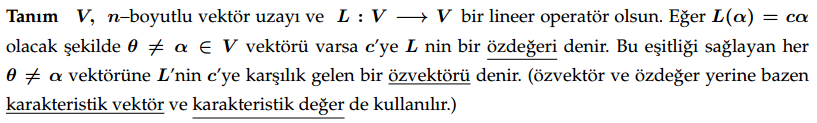 Tanım V, n–boyutlu vektör uzayı ve L : V ⟶ V bir lineer operatör olsun. Eğer L(α) = cα
olacak şekilde θ ≠ α ∈ V vektörü varsa c'ye L nin bir özdeğeri denir. Bu eşitliği sağlayan her
θ ≠ α vektörüne L'nin c'ye karşılık gelen bir özvektörü denir. (özvektör ve özdeğer yerine bazen
karakteristik vektör ve karakteristik değer de kullanılır.)